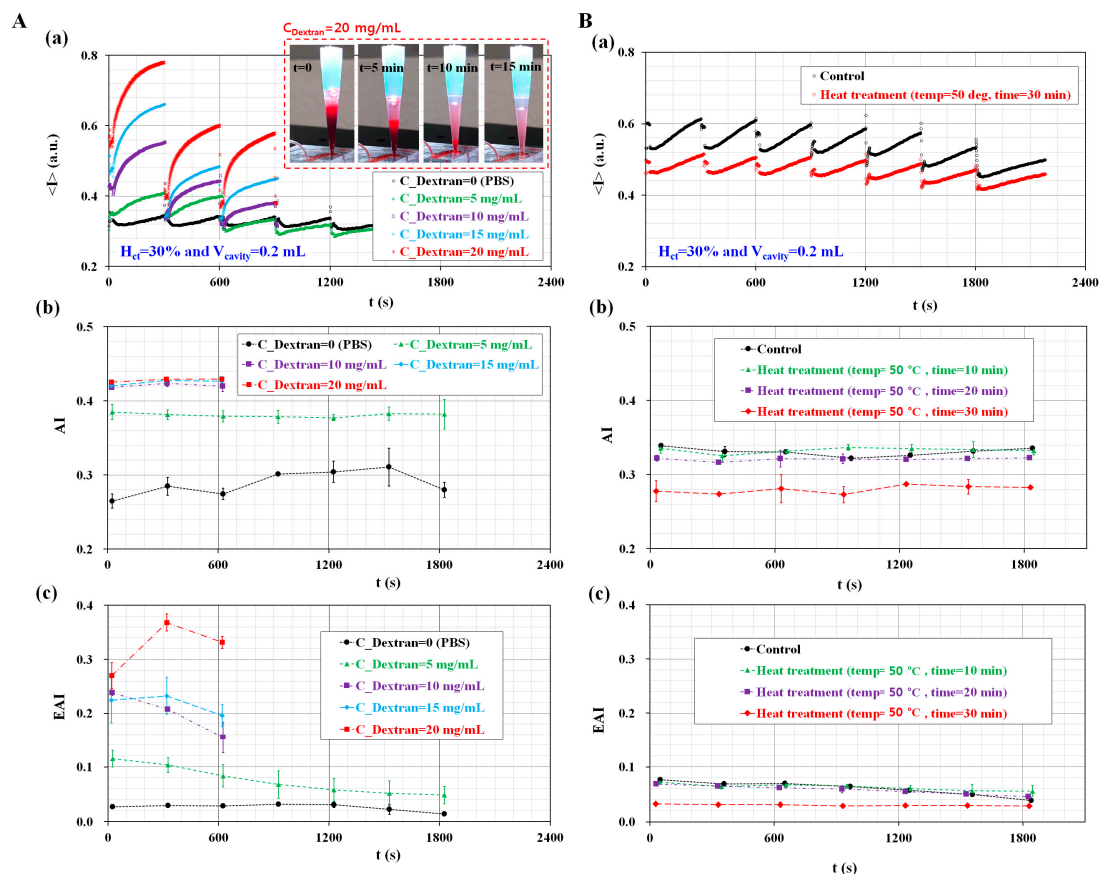 A
(a)
C_Dextran=20 mg/mL
t=0
t=5 min
t=10 min
t=15 min
0.8
0.6
0.4
0.2
<I> (a.u.)
C_Dextran=0 (PBS)
C_Dextran=5 mg/mL
C_Dextran=10 mg/mL
C_Dextran=15 mg/mL
C_Dextran=20 mg/mL
Hct=30% and Vcavity=0.2 mL
0 600 1200 1800 2400
t (s)
(b)
0.5
0.4
0.3
0.2
AI
C_Dextran=0 (PBS) C_Dextran=5 mg/mL
C_Dextran=10 mg/mL C_Dextran=15 mg/mL
C_Dextran=20 mg/mL
0 600 1200 1800 2400
t (s)
(c)
0.4
0.3
0.2
0.1
0.0
EAI
C_Dextran=0 (PBS)
C_Dextran=5 mg/mL
C_Dextran=10 mg/mL
C_Dextran=15 mg/mL
C_Dextran=20 mg/mL
0 600 1200 1800 2400
t (s)
B
(a)
0.8
0.6
0.4
0.2
<I> (a.u.)
Control
Heat treatment (temp=50 deg, time=30 min)
Hct=30% and Vcavity=0.2 mL
0 600 1200 1800 2400
t (s)
(b)
0.5
0.4
0.3
0.2
AI
Control
Heat treatment (temp= 50 °C , time=10 min)
Heat treatment (temp= 50 °C , time=20 min)
Heat treatment (temp= 50 °C , time=30 min)
0 600 1200 1800
t (s)
(c)
0.4
0.3
0.2
0.1
0.0
EAI
Control
Heat treatment (temp= 50 °C , time=10 min)
Heat treatment (temp= 50 °C , time=20 min)
Heat treatment (temp= 50 °C , time=30 min)
0 600 1200 1800
t (s)